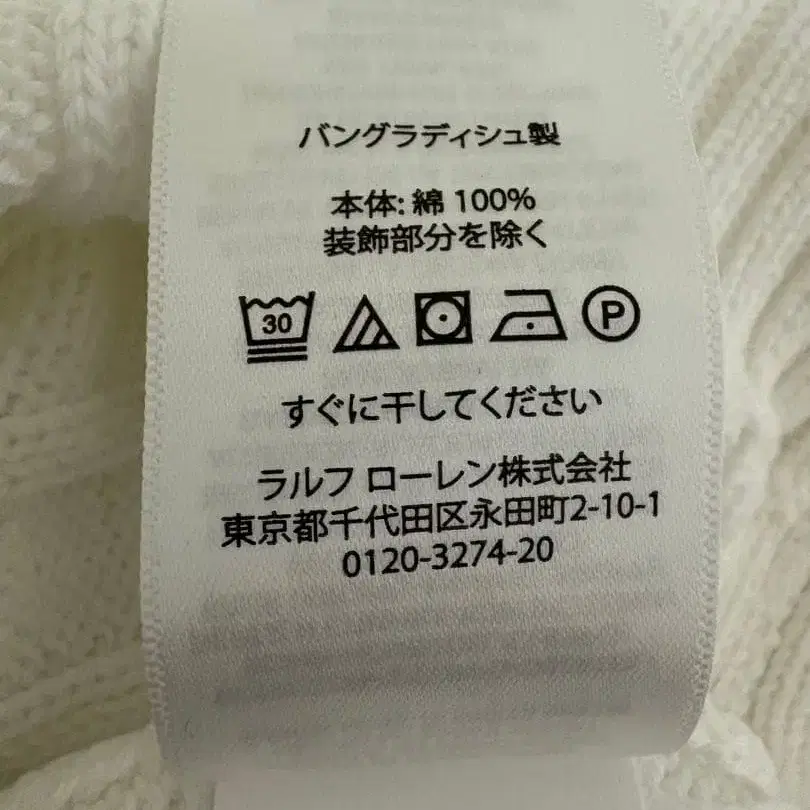 バングラディシュ製
本体: 綿 100%
装飾部分を除く
30 P
すぐに干してください
ラルフ ローレン株式会社
東京都千代田区永田町2-10-1
0120-3274-20